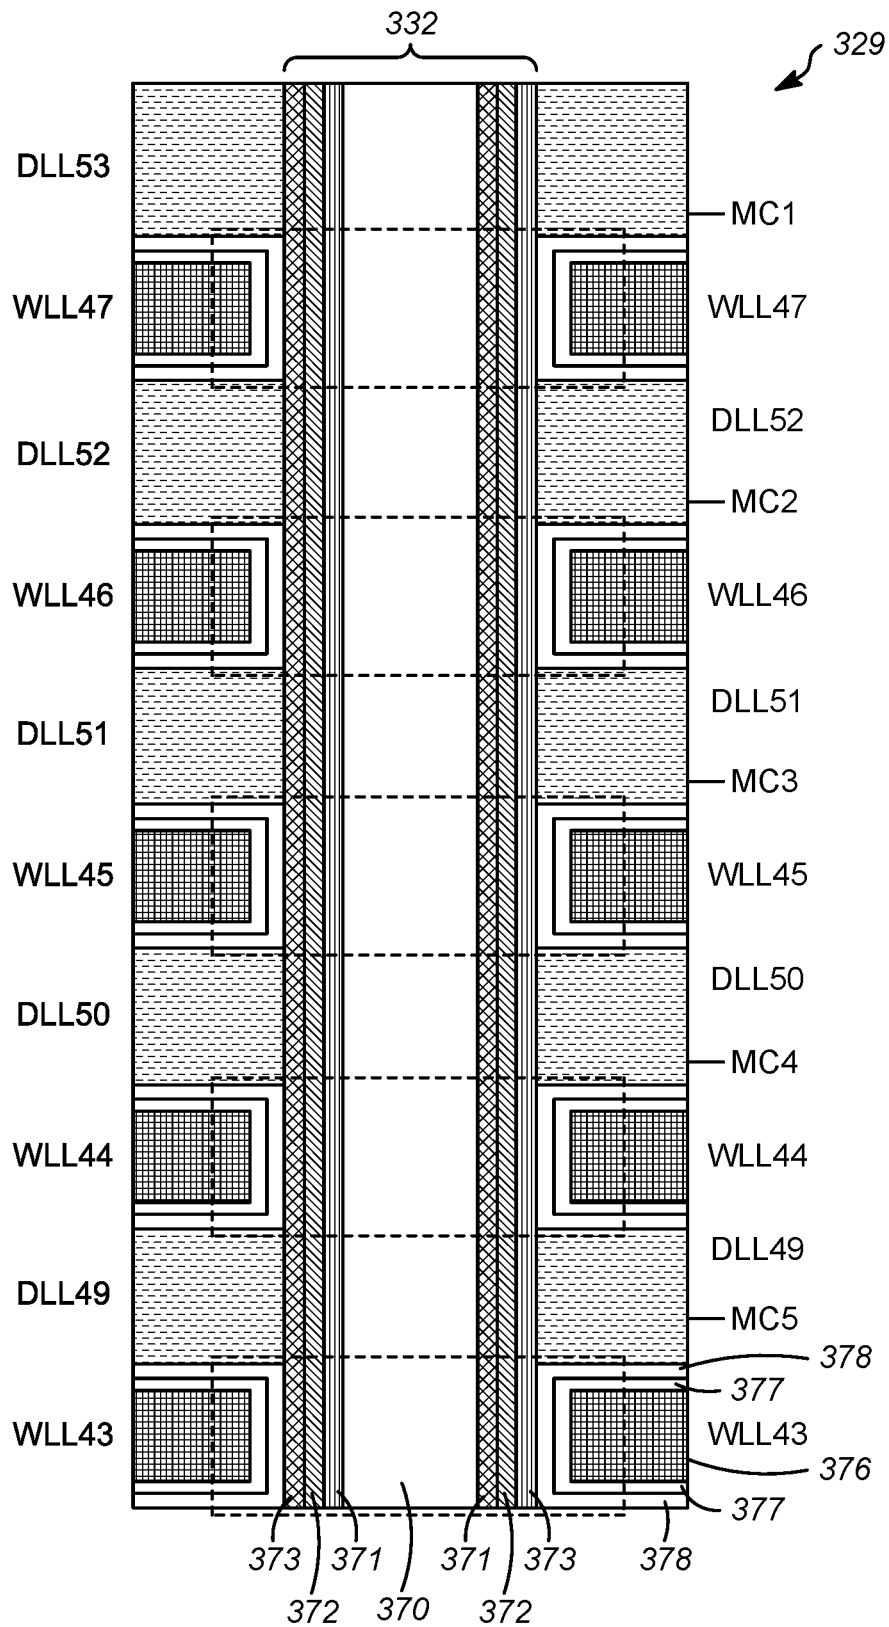 332
329
DLL53
MC1
WLL47 WLL47
DLL52
DLL52
MC2
WLL46 WLL46
DLL51
DLL51
MC3
WLL45 WLL45
DLL50
DLL50
MC4
WLL44 WLL44
DLL49
DLL49
MC5
378
377
WLL43 WLL43
376
377
373 371 371 373 378
372 370 372